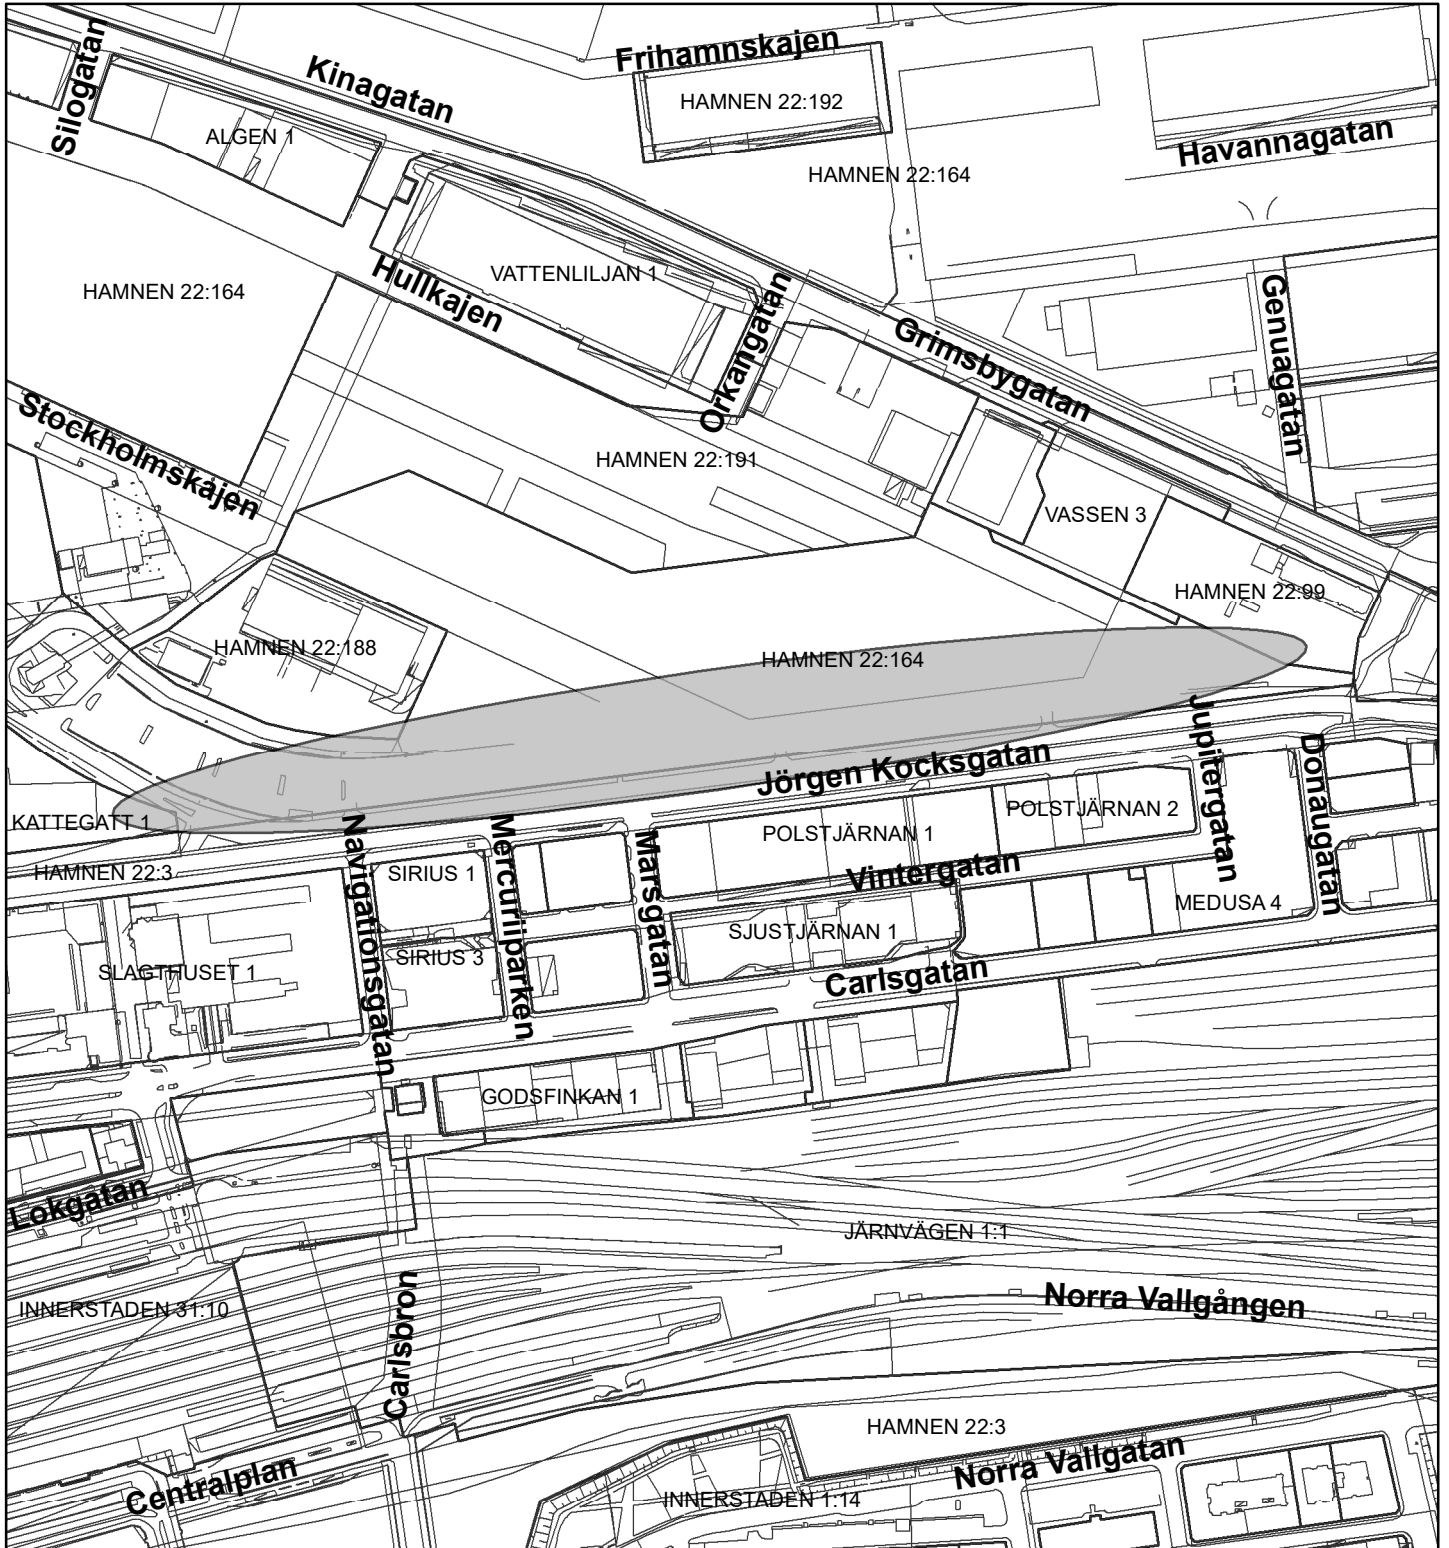 Silogatan
Kinagatan
Frihamnskajen
HAMNEN 22:192
ALGEN 1
Havannagatan
HAMNEN 22:164
VATTENLILJAN 1
Hullkajen
HAMNEN 22:164
Orkangatan
Grimsbygatan
Genuagatan
Stockholmskajen
HAMNEN 22:191
VASSEN 3
HAMNEN 22:99
HAMNEN 22:188
HAMNEN 22:164
Jupitergatan
Donaugatan
Jörgen Kocksgatan
KATTEGATT 1
POLSTJÄRNAN 2
POLSTJÄRNAN 1
Navigationsgatan
Mercuriiparken
Marsgatan
HAMNEN 22:3
SIRIUS 1
Vintergatan
MEDUSA 4
SJUSTJÄRNAN 1
SIRIUS 3
SLAGTHUSET 1
Carlsgatan
GODSFINKAN 1
Lokgatan
JÄRNVÄGEN 1:1
INNERSTADEN 31:10
Norra Vallgången
Carlsbron
HAMNEN 22:3
Norra Vallgatan
Centralplan
INNERSTADEN 1:14